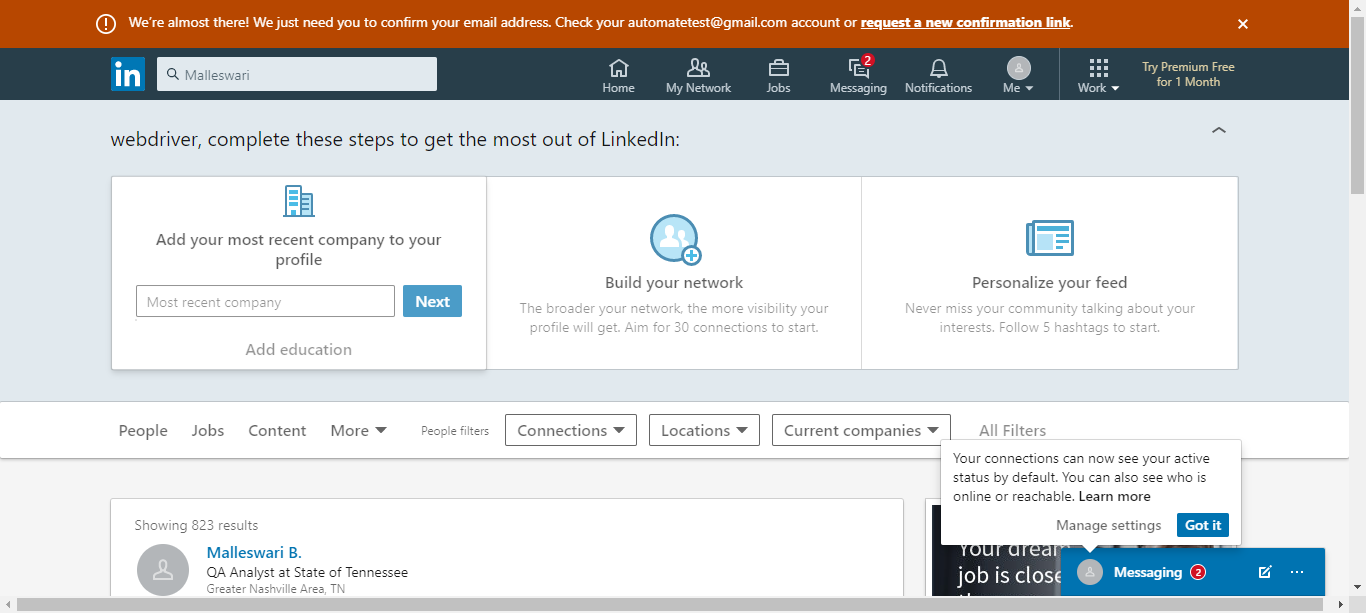 We're almost there! We just need you to confirm your email address. Check your automatetest@gmail.com account or request a new confirmation link.
in
Malleswari
Home
My Network
Jobs
2
Messaging
Notifications
Me
Work
Try Premium Free
for 1 Month
webdriver, complete these steps to get the most out of LinkedIn:
Add your most recent company to your
profile
Most recent company
Next
Add education
Build your network
The broader your network, the more visibility your
profile will get. Aim for 30 connections to start.
Personalize your feed
Never miss your community talking about your
interests. Follow 5 hashtags to start.
People
Jobs
Content
More
People filters
Connections
Locations
Current companies
All Filters
Your connections can now see your active
status by default. You can also see who is
online or reachable. Learn more
Manage settings
Got it
Showing 823 results
Malleswari B.
QA Analyst at State of Tennessee
Greater Nashville Area, TN
Your dream
job is close
Messaging 2